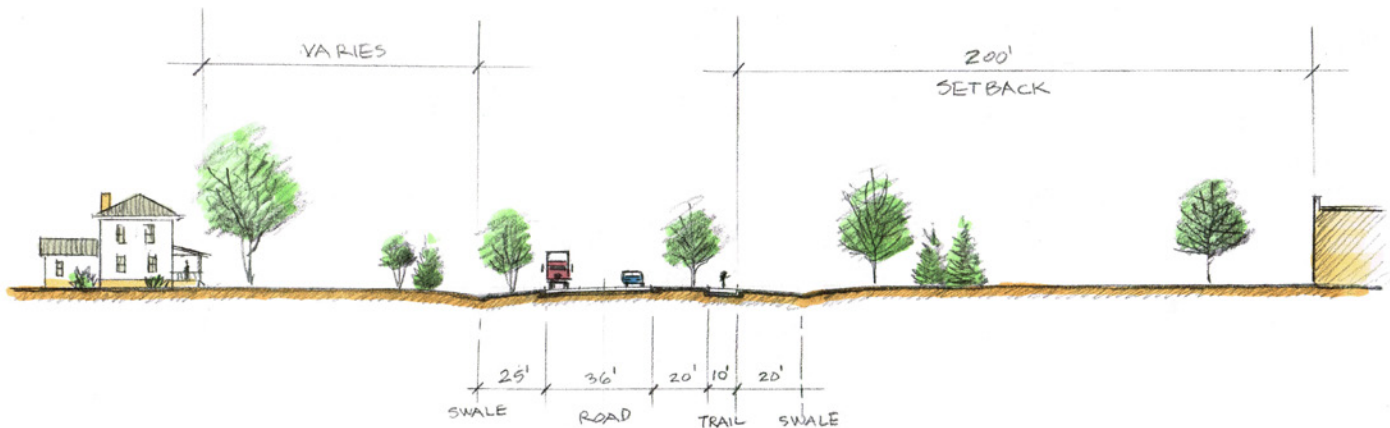 VARIES
200'
SETBACK
25' 36' 20' 10' 20'
SWALE ROAD TRAIL SWALE